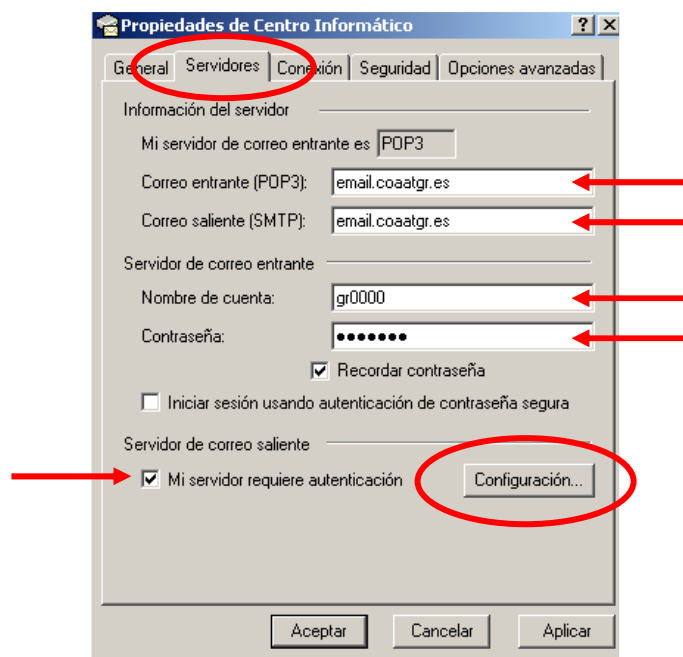 Propiedades de Centro Informático
General Servidores Conexión Seguridad Opciones avanzadas
Información del servidor
Mi servidor de correo entrante es POP3
Correo entrante (POP3): email.coaatgr.es
Correo saliente (SMTP): email.coaatgr.es
Servidor de correo entrante
Nombre de cuenta: gr0000
Contraseña: •••••••
Recordar contraseña
Iniciar sesión usando autenticación de contraseña segura
Servidor de correo saliente
Mi servidor requiere autenticación Configuración...
Aceptar Cancelar Aplicar